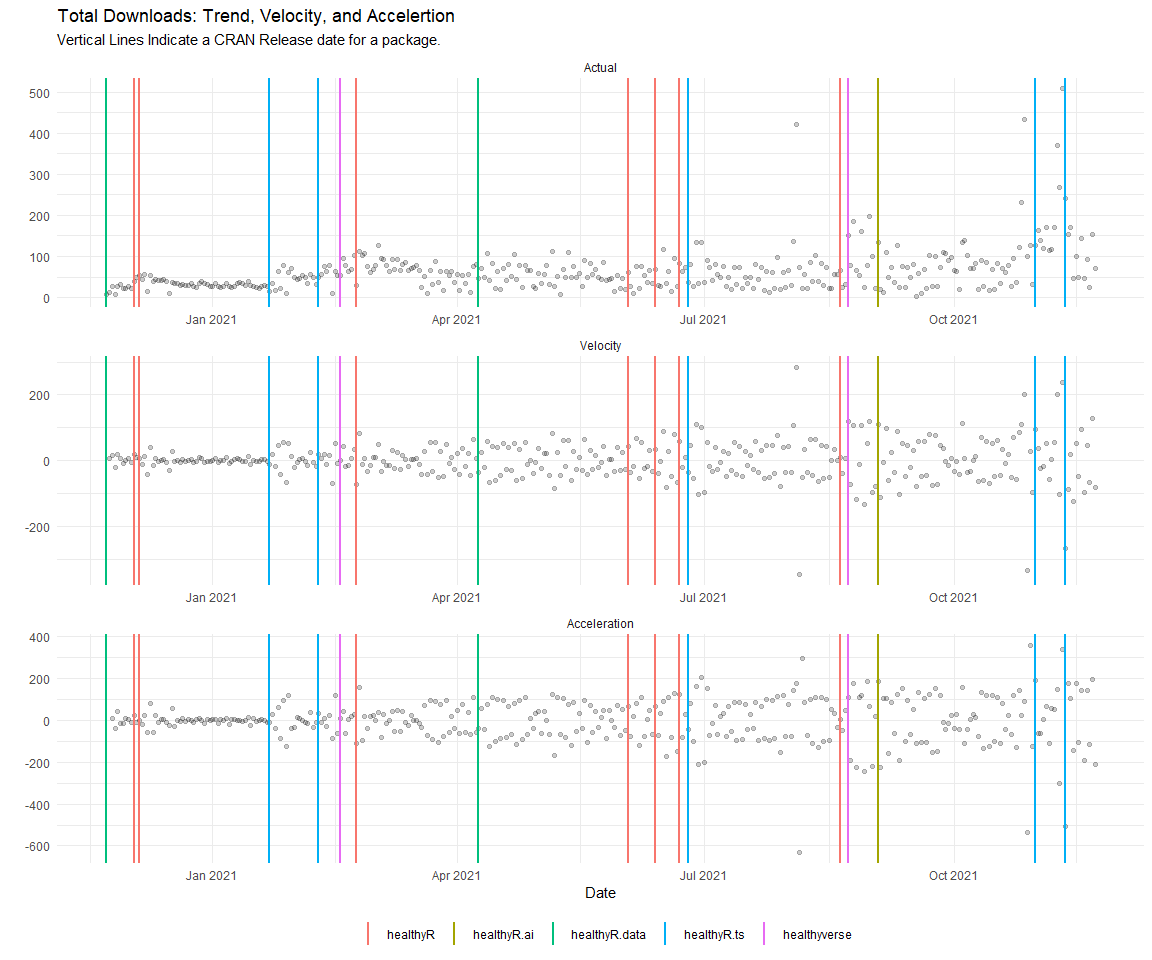 Total Downloads: Trend, Velocity, and Accelertion
Vertical Lines Indicate a CRAN Release date for a package.
Actual
500
400
300
200
100
0
Jan 2021 Apr 2021 Jul 2021 Oct 2021
Velocity
200
0
-200
Jan 2021 Apr 2021 Jul 2021 Oct 2021
Acceleration
400
200
0
-200
-400
-600
Jan 2021 Apr 2021 Jul 2021 Oct 2021
Date
healthyR healthyR.ai healthyR.data healthyR.ts healthyverse